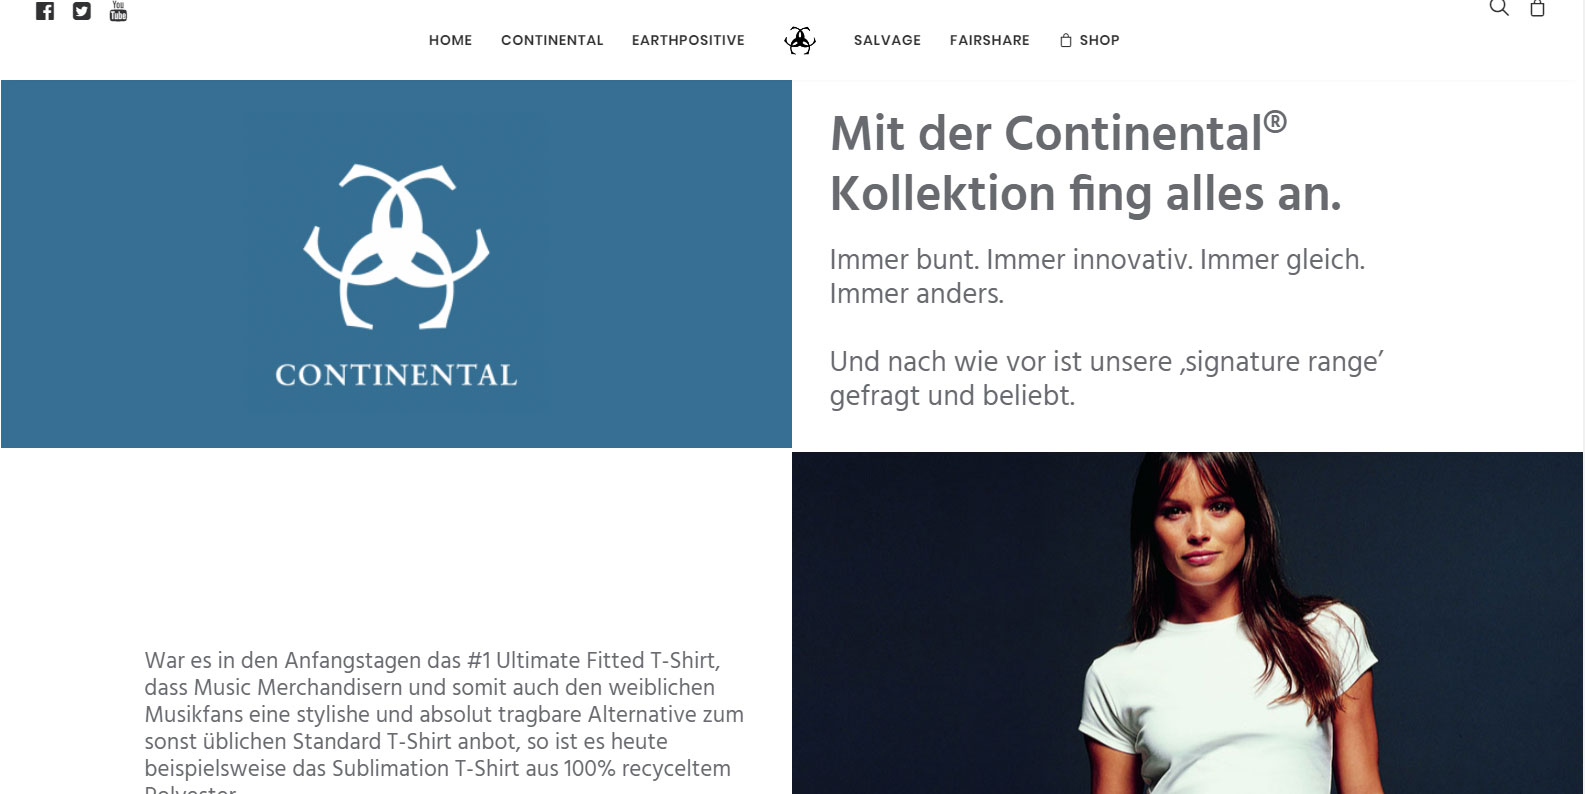 You
Tube
HOME CONTINENTAL EARTHPOSITIVE SALVAGE FAIRSHARE SHOP
CONTINENTAL
Mit der Continental®
Kollektion fing alles an.
Immer bunt. Immer innovativ. Immer gleich.
Immer anders.
Und nach wie vor ist unsere ‚signature range’
gefragt und beliebt.
War es in den Anfangstagen das #1 Ultimate Fitted T-Shirt,
dass Music Merchandisern und somit auch den weiblichen
Musikfans eine stylishe und absolut tragbare Alternative zum
sonst üblichen Standard T-Shirt anbot, so ist es heute
beispielsweise das Sublimation T-Shirt aus 100% recyceltem
Polyester